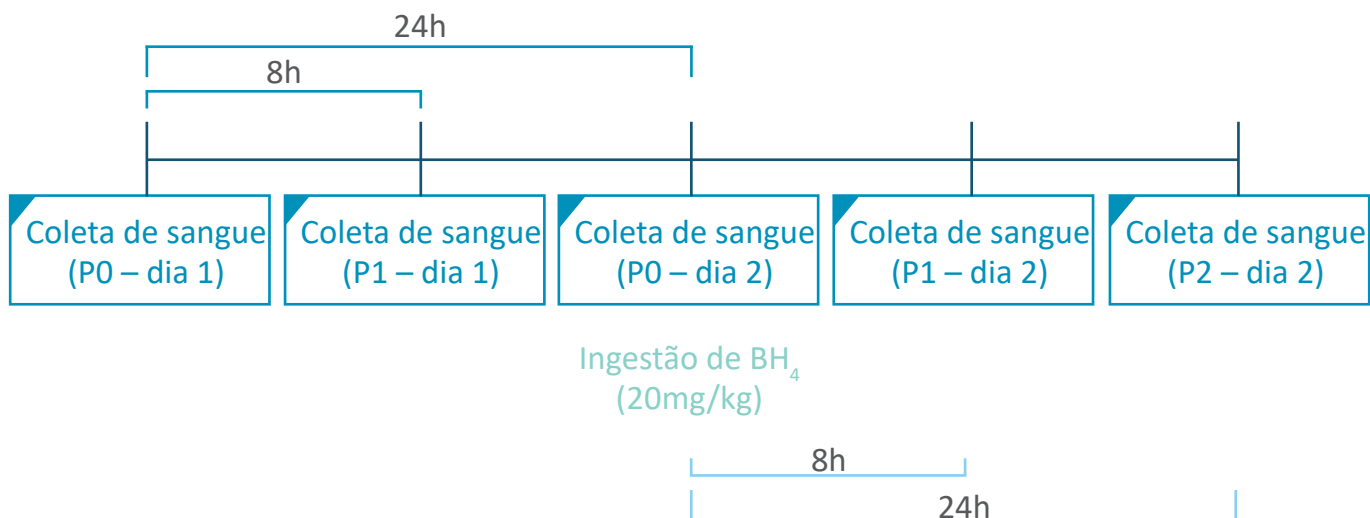 24h
8h
Coleta de sangue
(P0 – dia 1)
Coleta de sangue
(P1 – dia 1)
Coleta de sangue
(P0 – dia 2)
Coleta de sangue
(P1 – dia 2)
Coleta de sangue
(P2 – dia 2)
Ingestão de BH₄
(20mg/kg)
8h
24h